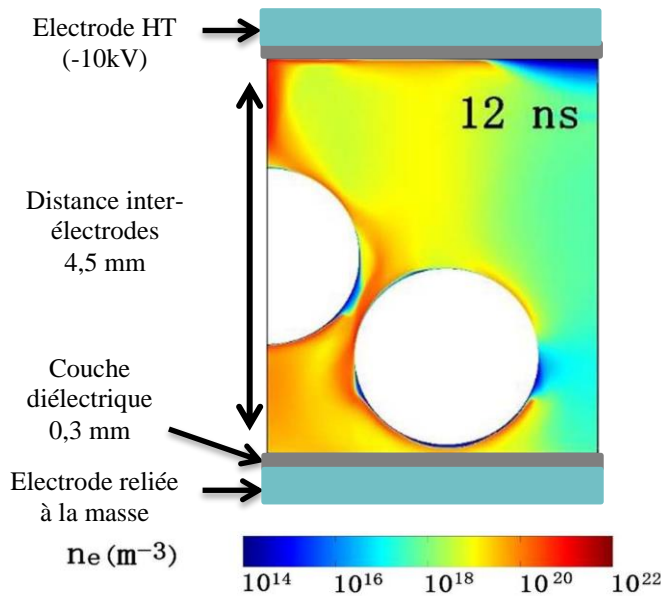 Electrode HT
(-10kV)
12 ns
Distance inter-
électrodes
4,5 mm
Couche
diélectrique
0,3 mm
Electrode reliée
à la masse
ne (m⁻³)
10¹⁴ 10¹⁶ 10¹⁸ 10²⁰ 10²²